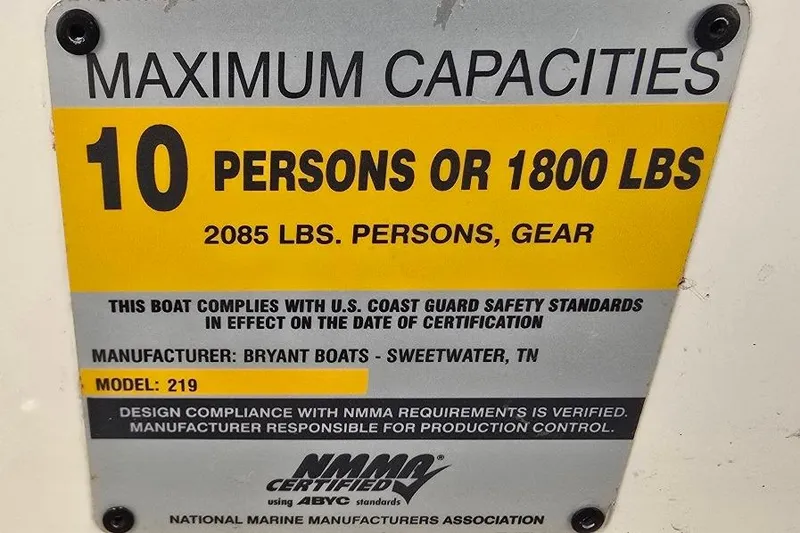 MAXIMUM CAPACITIES
10 PERSONS OR 1800 LBS
2085 LBS. PERSONS, GEAR
THIS BOAT COMPLIES WITH U.S. COAST GUARD SAFETY STANDARDS
IN EFFECT ON THE DATE OF CERTIFICATION
MANUFACTURER: BRYANT BOATS - SWEETWATER, TN
MODEL: 219
DESIGN COMPLIANCE WITH NMMA REQUIREMENTS IS VERIFIED.
MANUFACTURER RESPONSIBLE FOR PRODUCTION CONTROL.
NMMA®
CERTIFIED
using ABYC standards
NATIONAL MARINE MANUFACTURERS ASSOCIATION